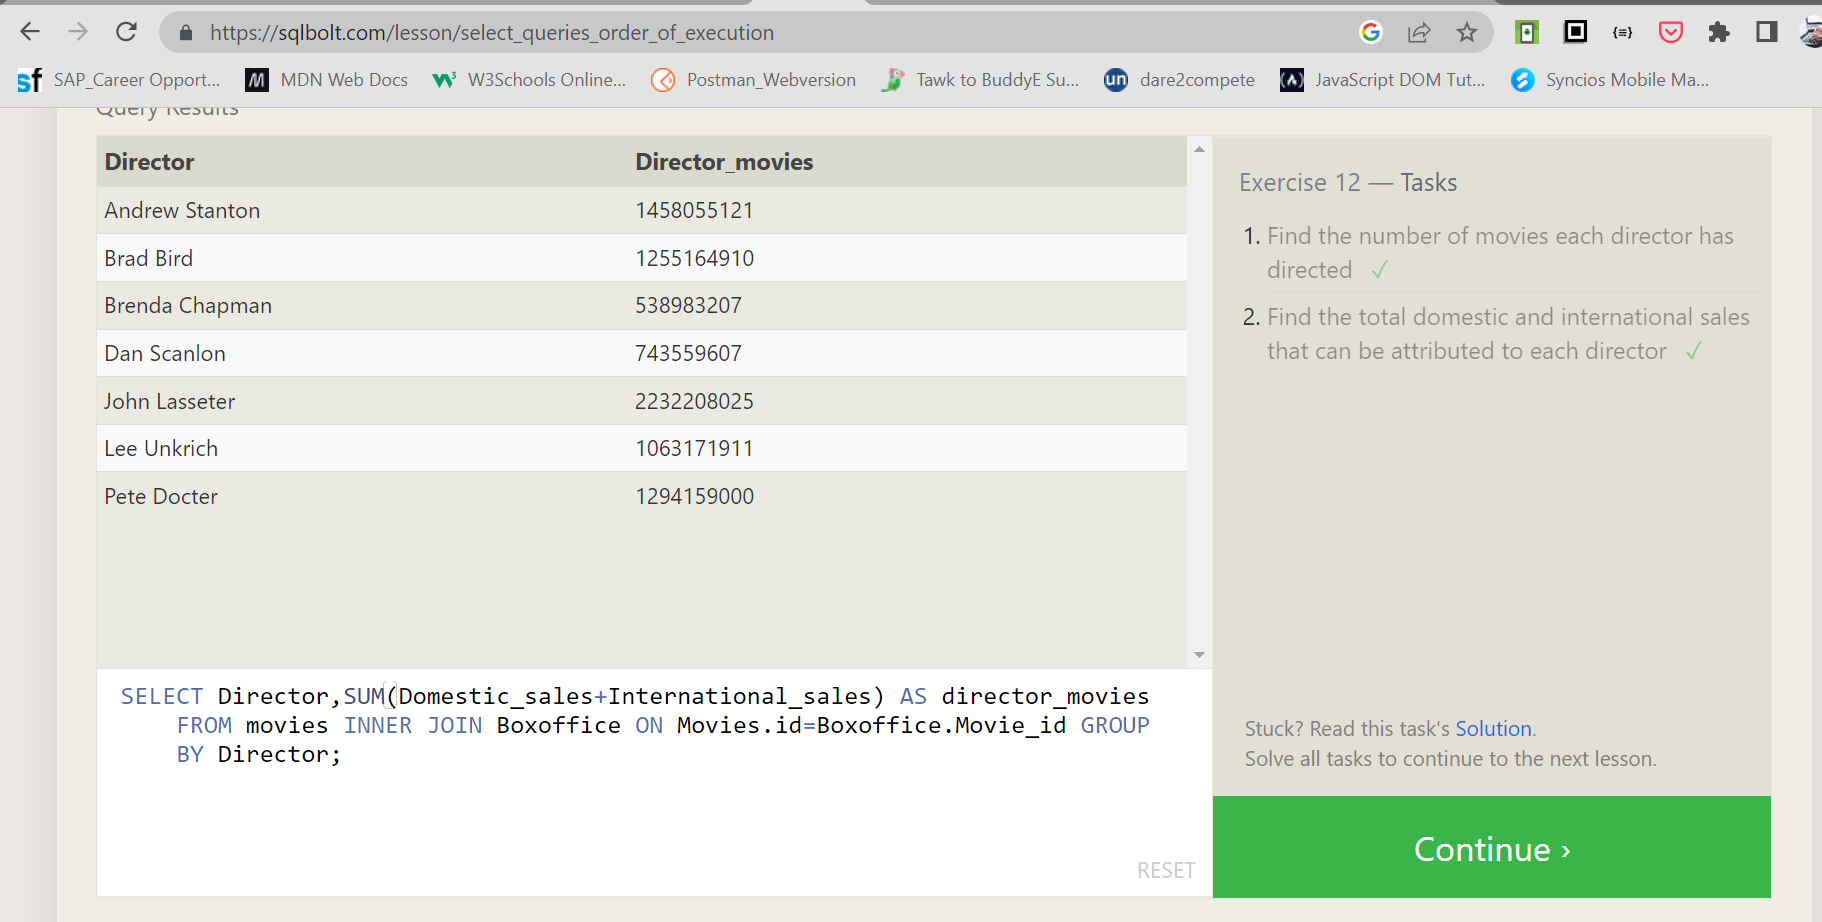 https://sqlbolt.com/lesson/select_queries_order_of_execution
SAP_Career Opport...
MDN Web Docs
W3Schools Online...
Postman_Webversion
Tawk to BuddyE Su...
dare2compete
JavaScript DOM Tut...
Syncios Mobile Ma...
Query Results
Director Director_movies
Andrew Stanton 1458055121
Brad Bird 1255164910
Brenda Chapman 538983207
Dan Scanlon 743559607
John Lasseter 2232208025
Lee Unkrich 1063171911
Pete Docter 1294159000
SELECT Director,SUM(Domestic_sales+International_sales) AS director_movies
FROM movies INNER JOIN Boxoffice ON Movies.id=Boxoffice.Movie_id GROUP
BY Director;
RESET
Exercise 12 — Tasks
1. Find the number of movies each director has
directed ✓
2. Find the total domestic and international sales
that can be attributed to each director ✓
Stuck? Read this task's Solution.
Solve all tasks to continue to the next lesson.
Continue ›